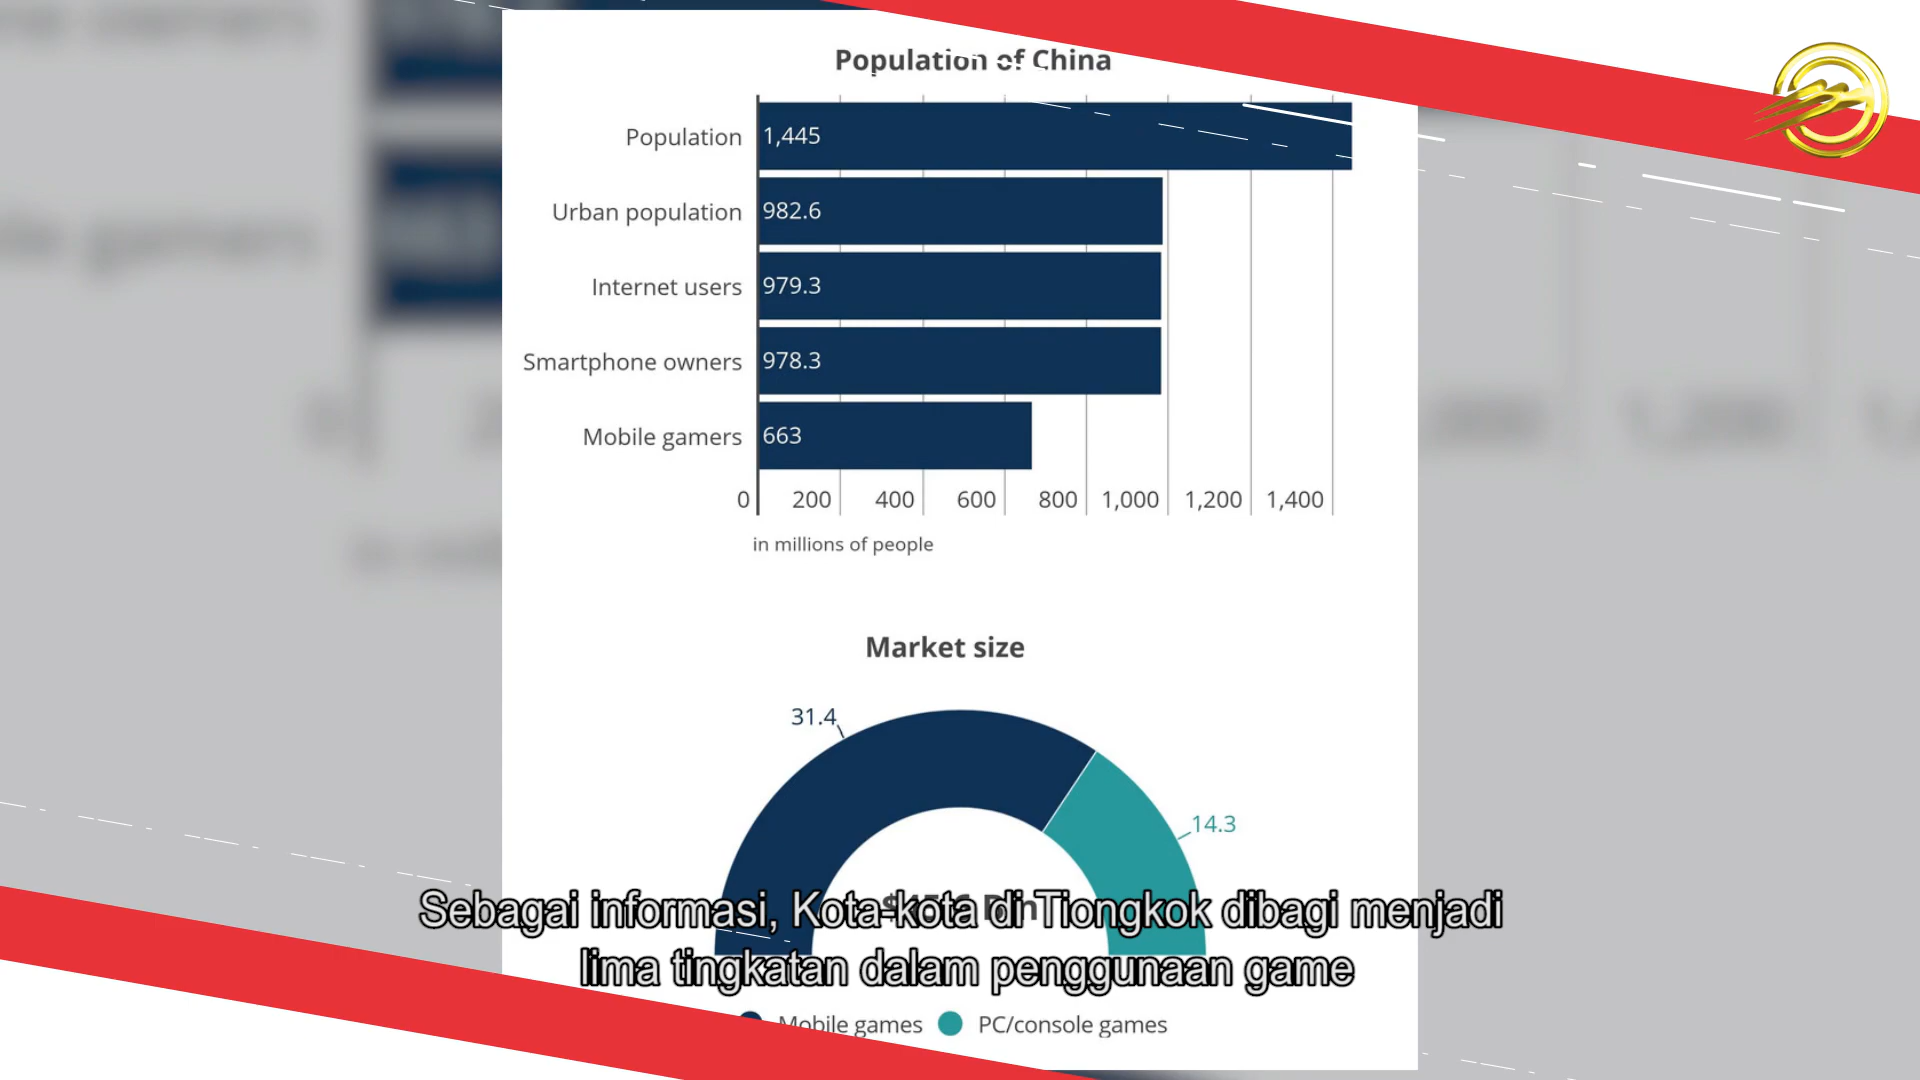 Population of China
Population
1,445
Urban population
982.6
Internet users
979.3
Smartphone owners
978.3
Mobile gamers
663
0 200 400 600 800 1,000 1,200 1,400
in millions of people
Market size
31.4
14.3
Sebagai informasi, Kota-kota di Tiongkok dibagi menjadi
lima tingkatan dalam penggunaan game
Mobile games
PC/console games